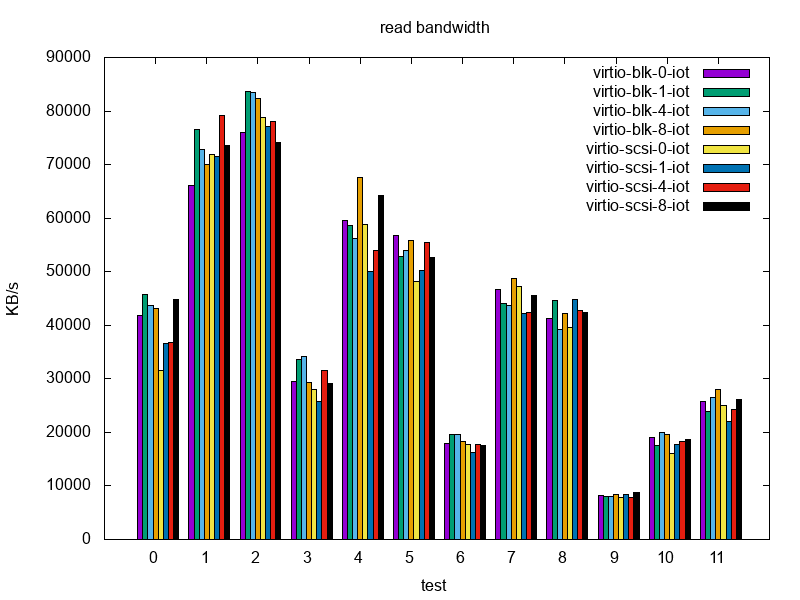 read bandwidth
90000
80000
70000
60000
50000
40000
30000
20000
10000
0
KB/s
virtio-blk-0-iot
virtio-blk-1-iot
virtio-blk-4-iot
virtio-blk-8-iot
virtio-scsi-0-iot
virtio-scsi-1-iot
virtio-scsi-4-iot
virtio-scsi-8-iot
0 1 2 3 4 5 6 7 8 9 10 11
test